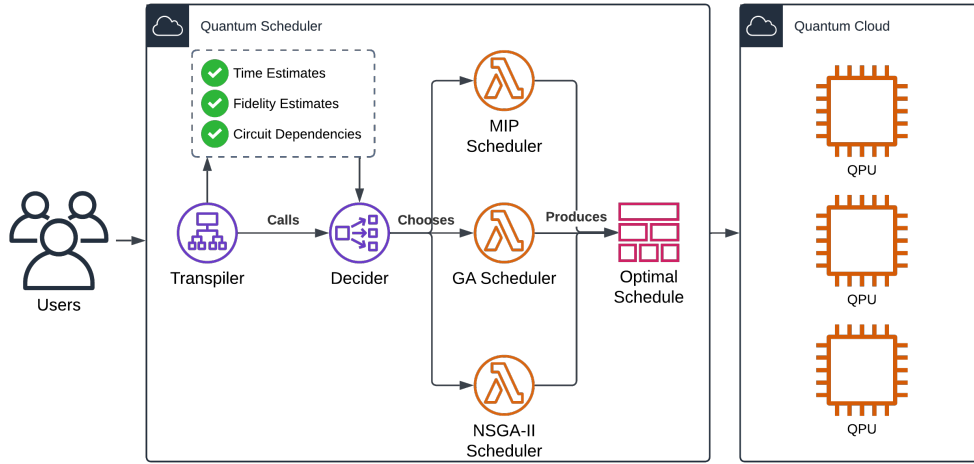 Quantum Scheduler
Quantum Cloud
Time Estimates
Fidelity Estimates
Circuit Dependencies
MIP
Scheduler
QPU
Users
Calls
Chooses
Produces
Transpiler
Decider
GA Scheduler
Optimal
Schedule
QPU
NSGA-II
Scheduler
QPU